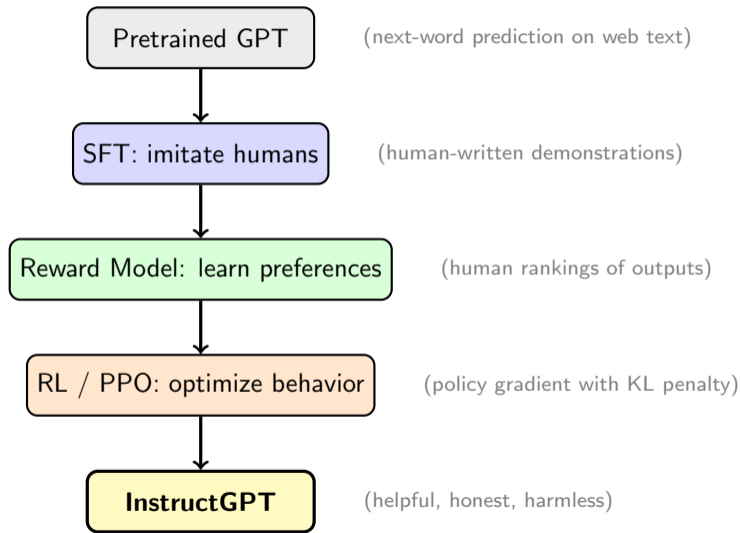 Pretrained GPT (next-word prediction on web text)
SFT: imitate humans (human-written demonstrations)
Reward Model: learn preferences (human rankings of outputs)
RL / PPO: optimize behavior (policy gradient with KL penalty)
InstructGPT (helpful, honest, harmless)